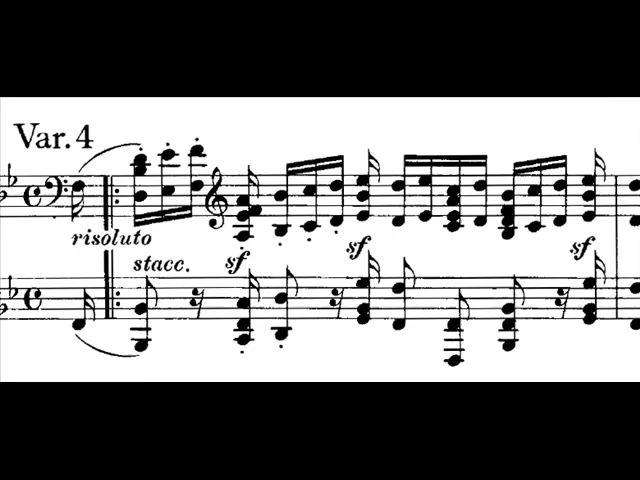 Var. 4
risoluto
stacc.
sf
sf
sf